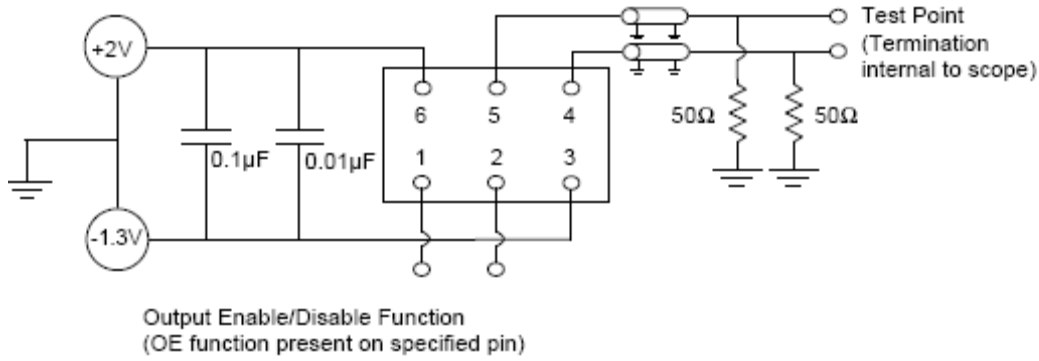 +2V
Test Point
(Termination
internal to scope)
6 5 4
0.1µF
0.01µF
1 2 3
50Ω
50Ω
-1.3V
Output Enable/Disable Function
(OE function present on specified pin)